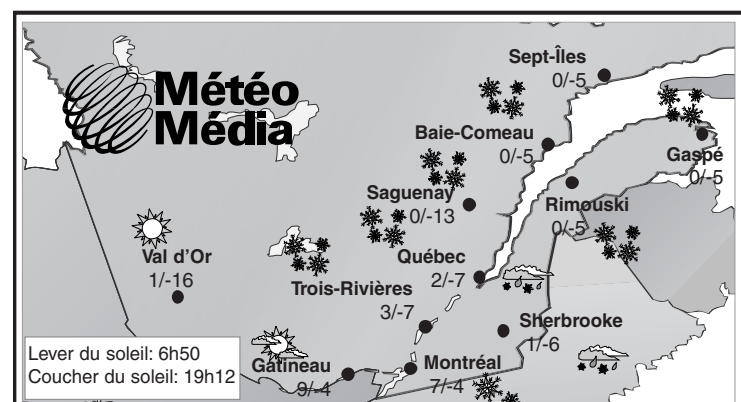 Météo
Média
Sept-Îles
0/-5
Baie-Comeau
0/-5
Gaspé
0/-5
Saguenay
0/-13
Rimouski
0/-5
Val d'Or
1/-16
Québec
2/-7
Trois-Rivières
3/-7
Sherbrooke
1/-6
Lever du soleil: 6h50
Coucher du soleil: 19h12
Gatineau
9/-4
Montréal
7/-4